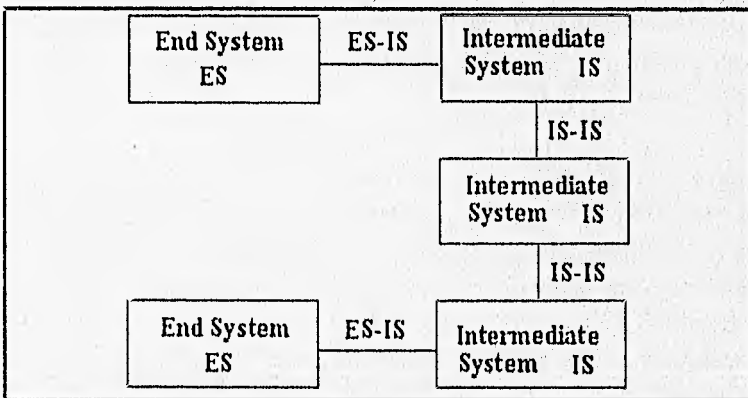 End System
ES
ES-IS
Intermediate
System IS
IS-IS
Intermediate
System IS
IS-IS
End System
ES
ES-IS
Intermediate
System IS